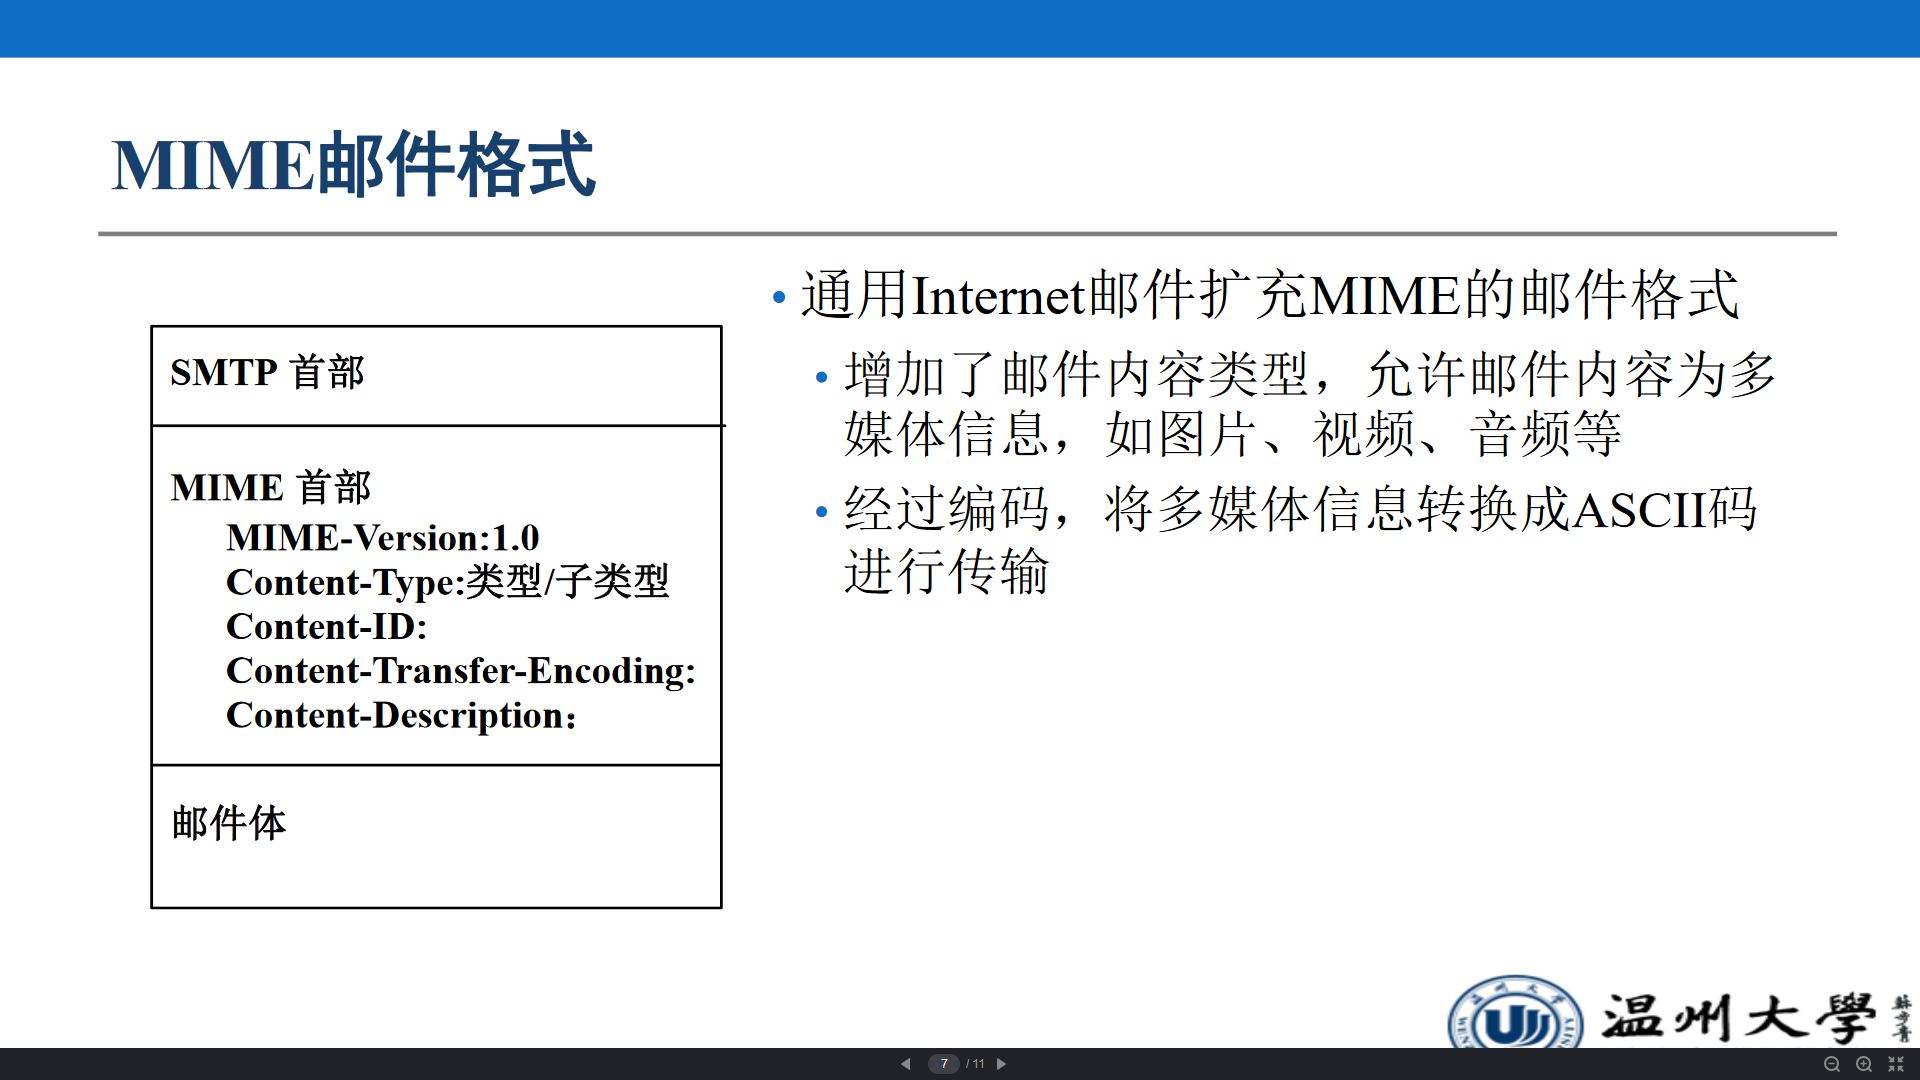 MIME邮件格式
SMTP 首部
MIME 首部
MIME-Version:1.0
Content-Type:类型/子类型
Content-ID:
Content-Transfer-Encoding:
Content-Description：
邮件体
• 通用Internet邮件扩充MIME的邮件格式
• 增加了邮件内容类型，允许邮件内容为多
媒体信息，如图片、视频、音频等
• 经过编码，将多媒体信息转换成ASCII码
进行传输
温州大學
7 / 11